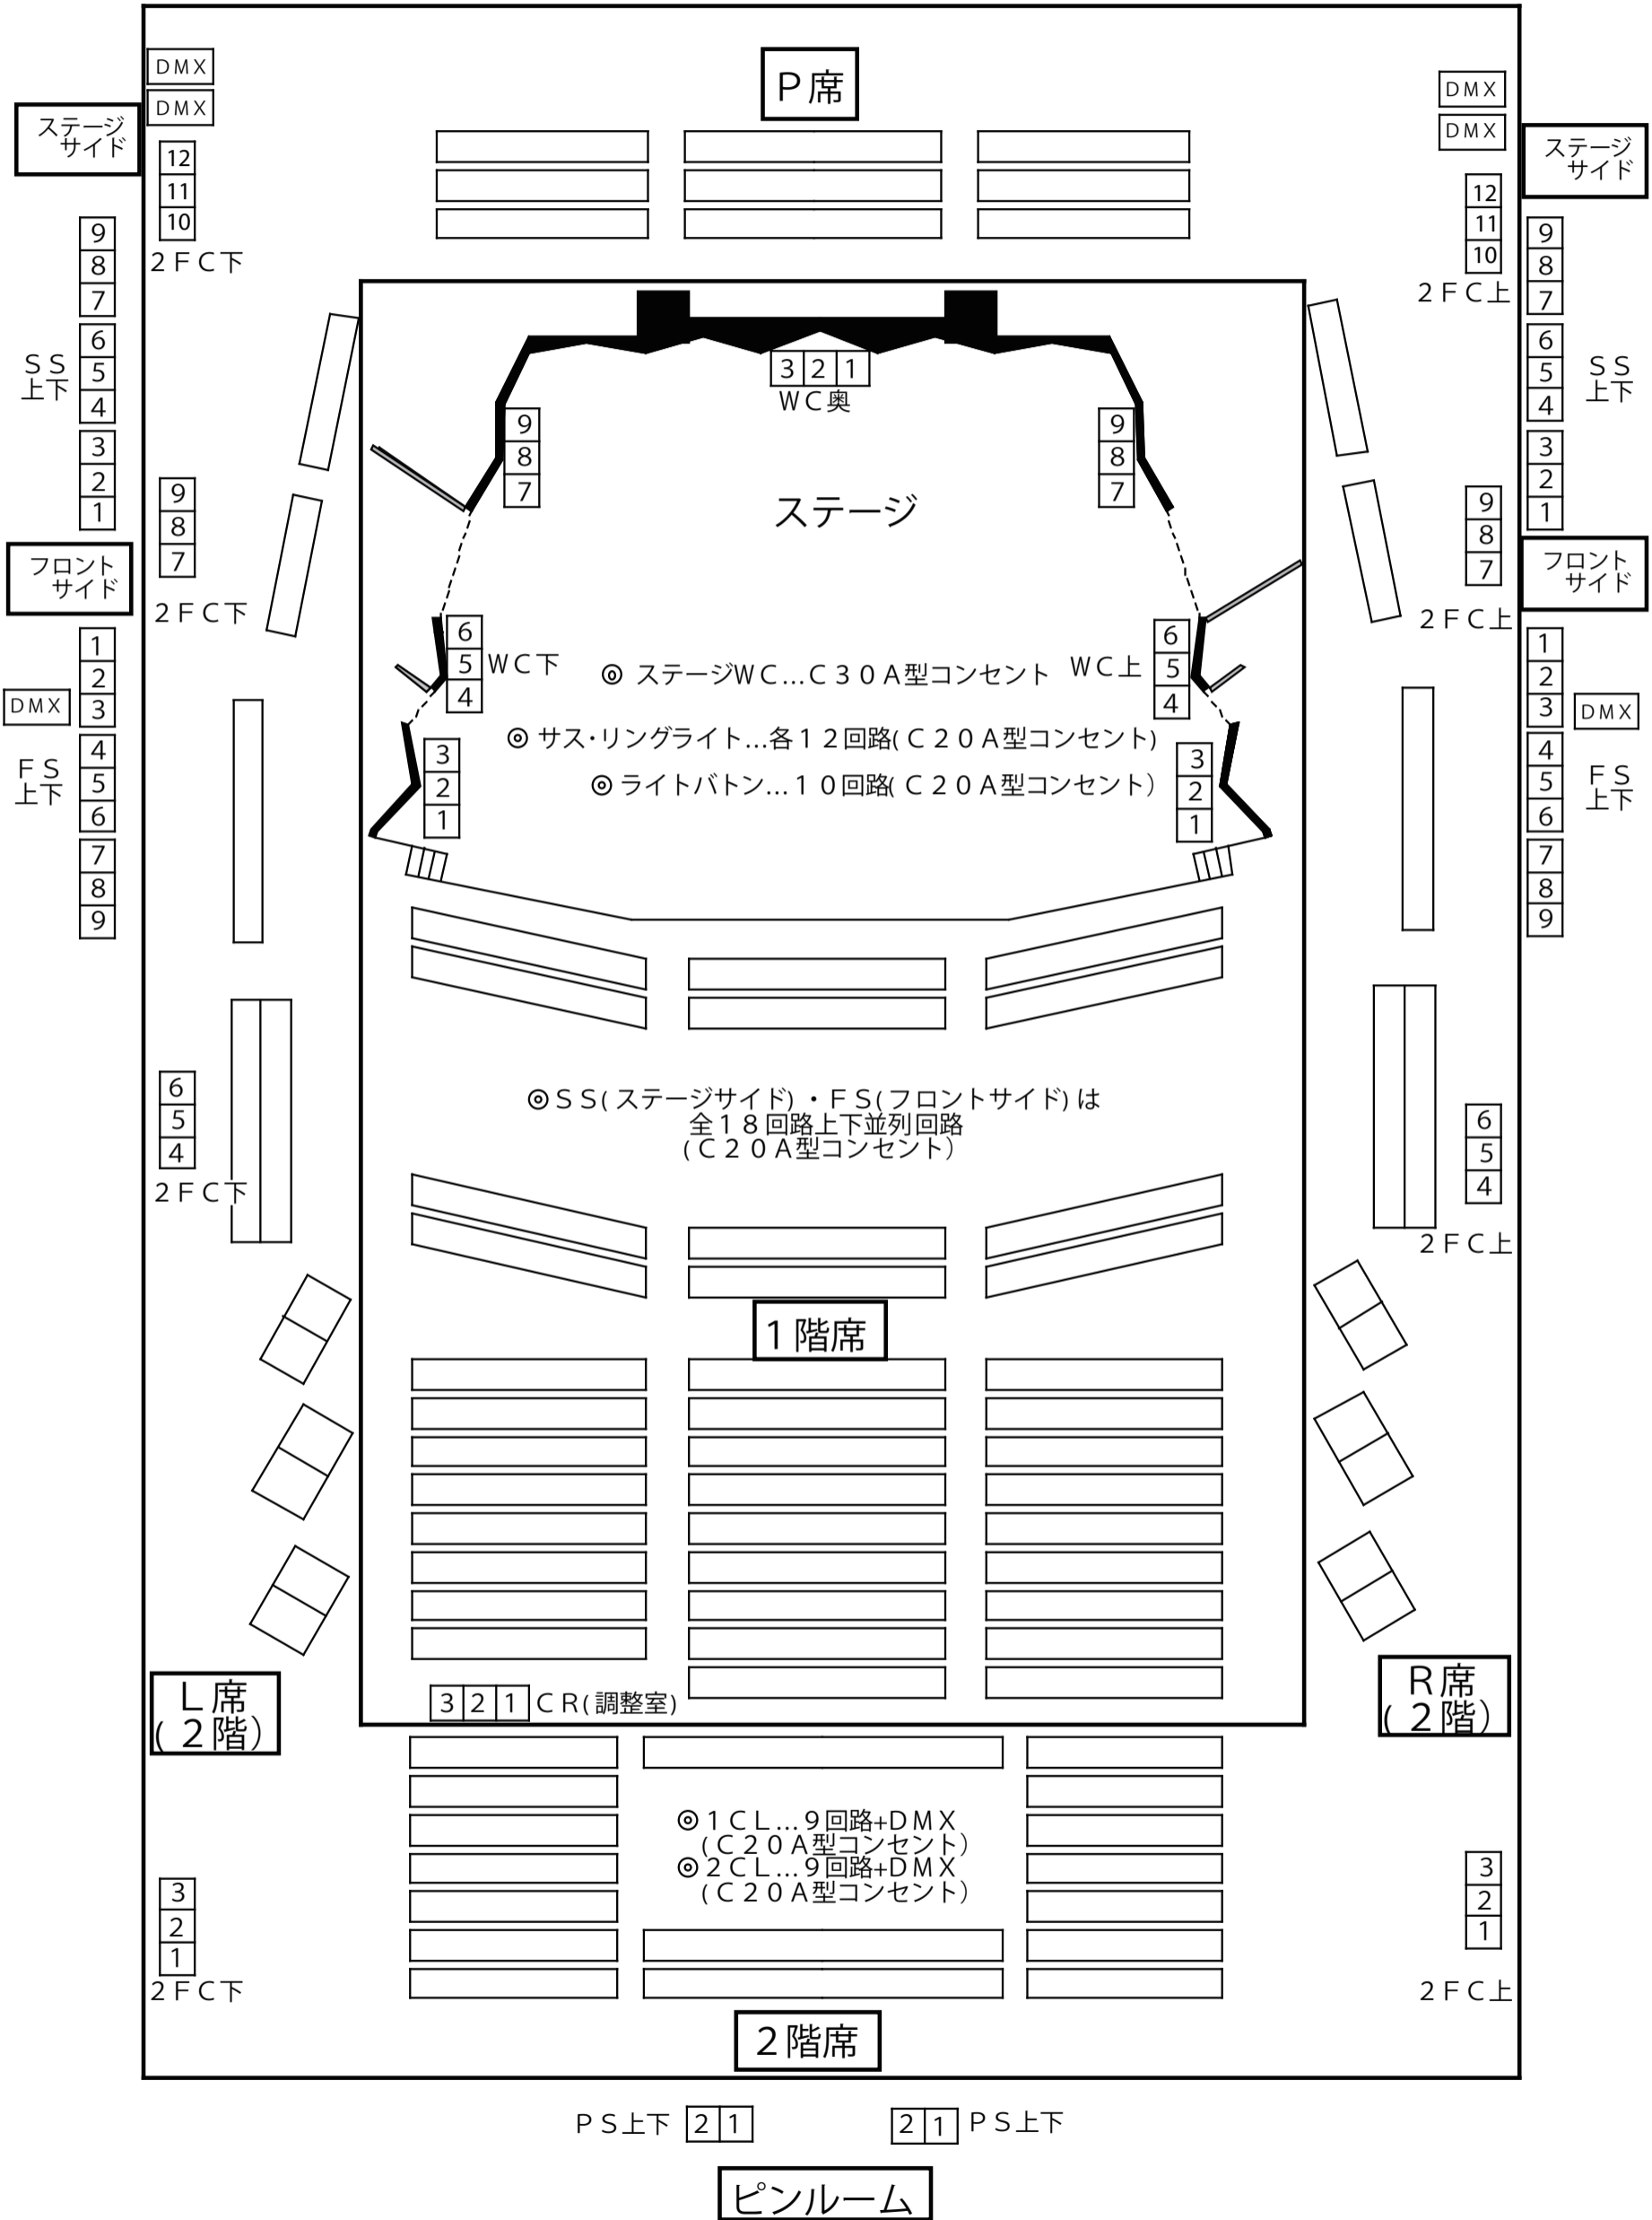 Ｐ席
ＤＭＸ
ＤＭＸ
ＤＭＸ
ＤＭＸ
ステージ
サイド
ステージ
サイド
12
11
10
２ＦＣ下
12
11
10
２ＦＣ上
9
8
7
6
5
4
3
2
1
ＳＳ
上下
9
8
7
6
5
4
3
2
1
ＳＳ
上下
3 2 1
ＷＣ奥
9
8
7
9
8
7
ステージ
9
8
7
２ＦＣ下
9
8
7
２ＦＣ上
フロント
サイド
フロント
サイド
6
5
4
ＷＣ下
6
5
4
ＷＣ上
◎ ステージＷＣ…Ｃ３０Ａ型コンセント
◎ サス・リングライト…各１２回路(Ｃ２０Ａ型コンセント)
◎ ライトバトン…１０回路(Ｃ２０Ａ型コンセント)
3
2
1
3
2
1
1
2
3
4
5
6
7
8
9
ＤＭＸ
ＦＳ
上下
1
2
3
4
5
6
7
8
9
ＤＭＸ
ＦＳ
上下
◎ＳＳ(ステージサイド)・ＦＳ(フロントサイド)は
全１８回路上下並列回路
(Ｃ２０Ａ型コンセント)
6
5
4
２ＦＣ下
6
5
4
２ＦＣ上
１階席
3 2 1 ＣＲ(調整室)
Ｌ席
(２階)
Ｒ席
(２階)
◎１ＣＬ…９回路+ＤＭＸ
(Ｃ２０Ａ型コンセント)
◎２ＣＬ…９回路+ＤＭＸ
(Ｃ２０Ａ型コンセント)
3
2
1
２ＦＣ下
3
2
1
２ＦＣ上
２階席
ＰＳ上下 2 1
2 1 ＰＳ上下
ピンルーム